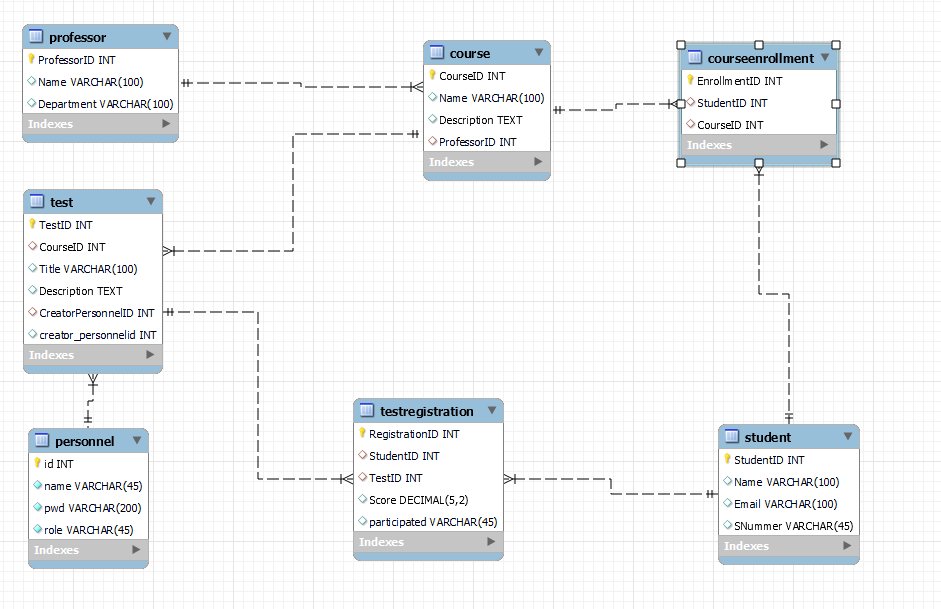 professor
ProfessorID INT
Name VARCHAR(100)
Department VARCHAR(100)
Indexes
course
CourseID INT
Name VARCHAR(100)
Description TEXT
ProfessorID INT
Indexes
courseenrollment
EnrollmentID INT
StudentID INT
CourseID INT
Indexes
test
TestID INT
CourseID INT
Title VARCHAR(100)
Description TEXT
CreatorPersonnelID INT
creator_personnelid INT
Indexes
personnel
id INT
name VARCHAR(45)
pwd VARCHAR(200)
role VARCHAR(45)
Indexes
testregistration
RegistrationID INT
StudentID INT
TestID INT
Score DECIMAL(5,2)
participated VARCHAR(45)
Indexes
student
StudentID INT
Name VARCHAR(100)
Email VARCHAR(100)
SNummer VARCHAR(45)
Indexes